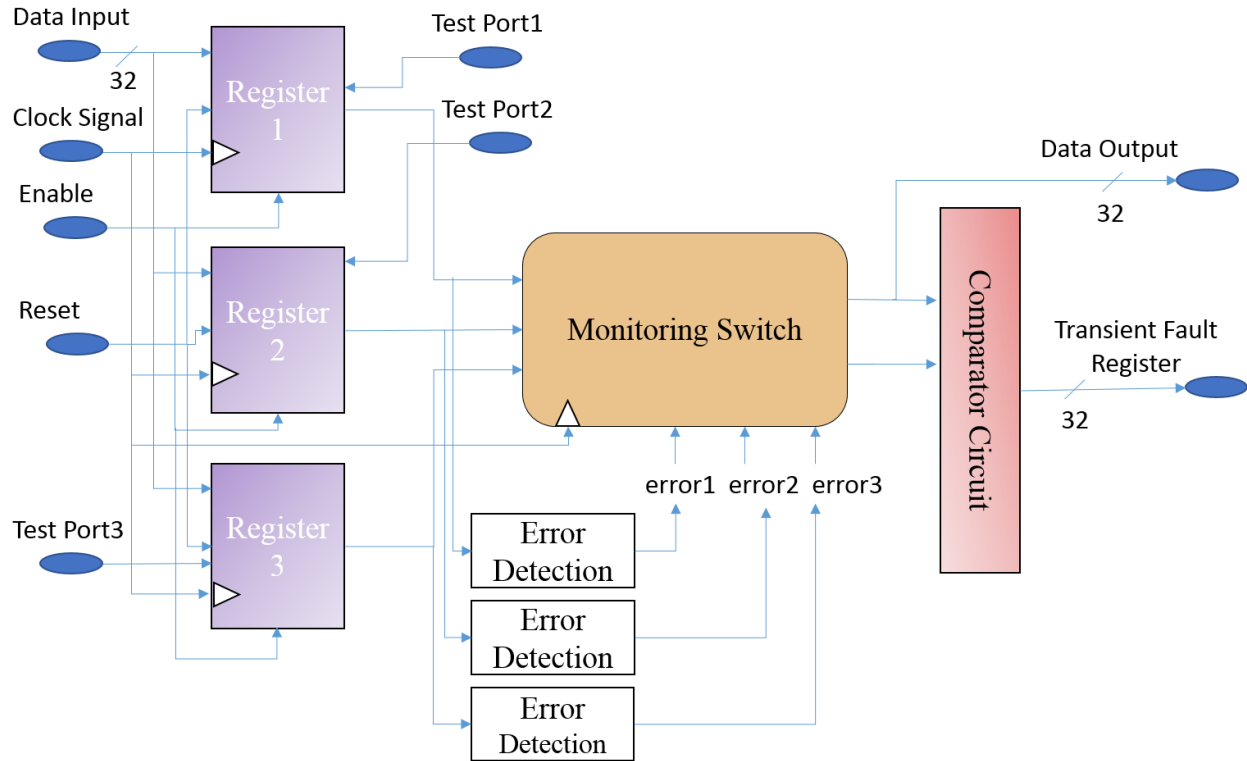 Data Input
32
Clock Signal
Enable
Reset
Test Port3
Register
1
Register
2
Register
3
Test Port1
Test Port2
Monitoring Switch
error1
error2
error3
Error
Detection
Error
Detection
Error
Detection
Comparator Circuit
Data Output
32
Transient Fault
Register
32